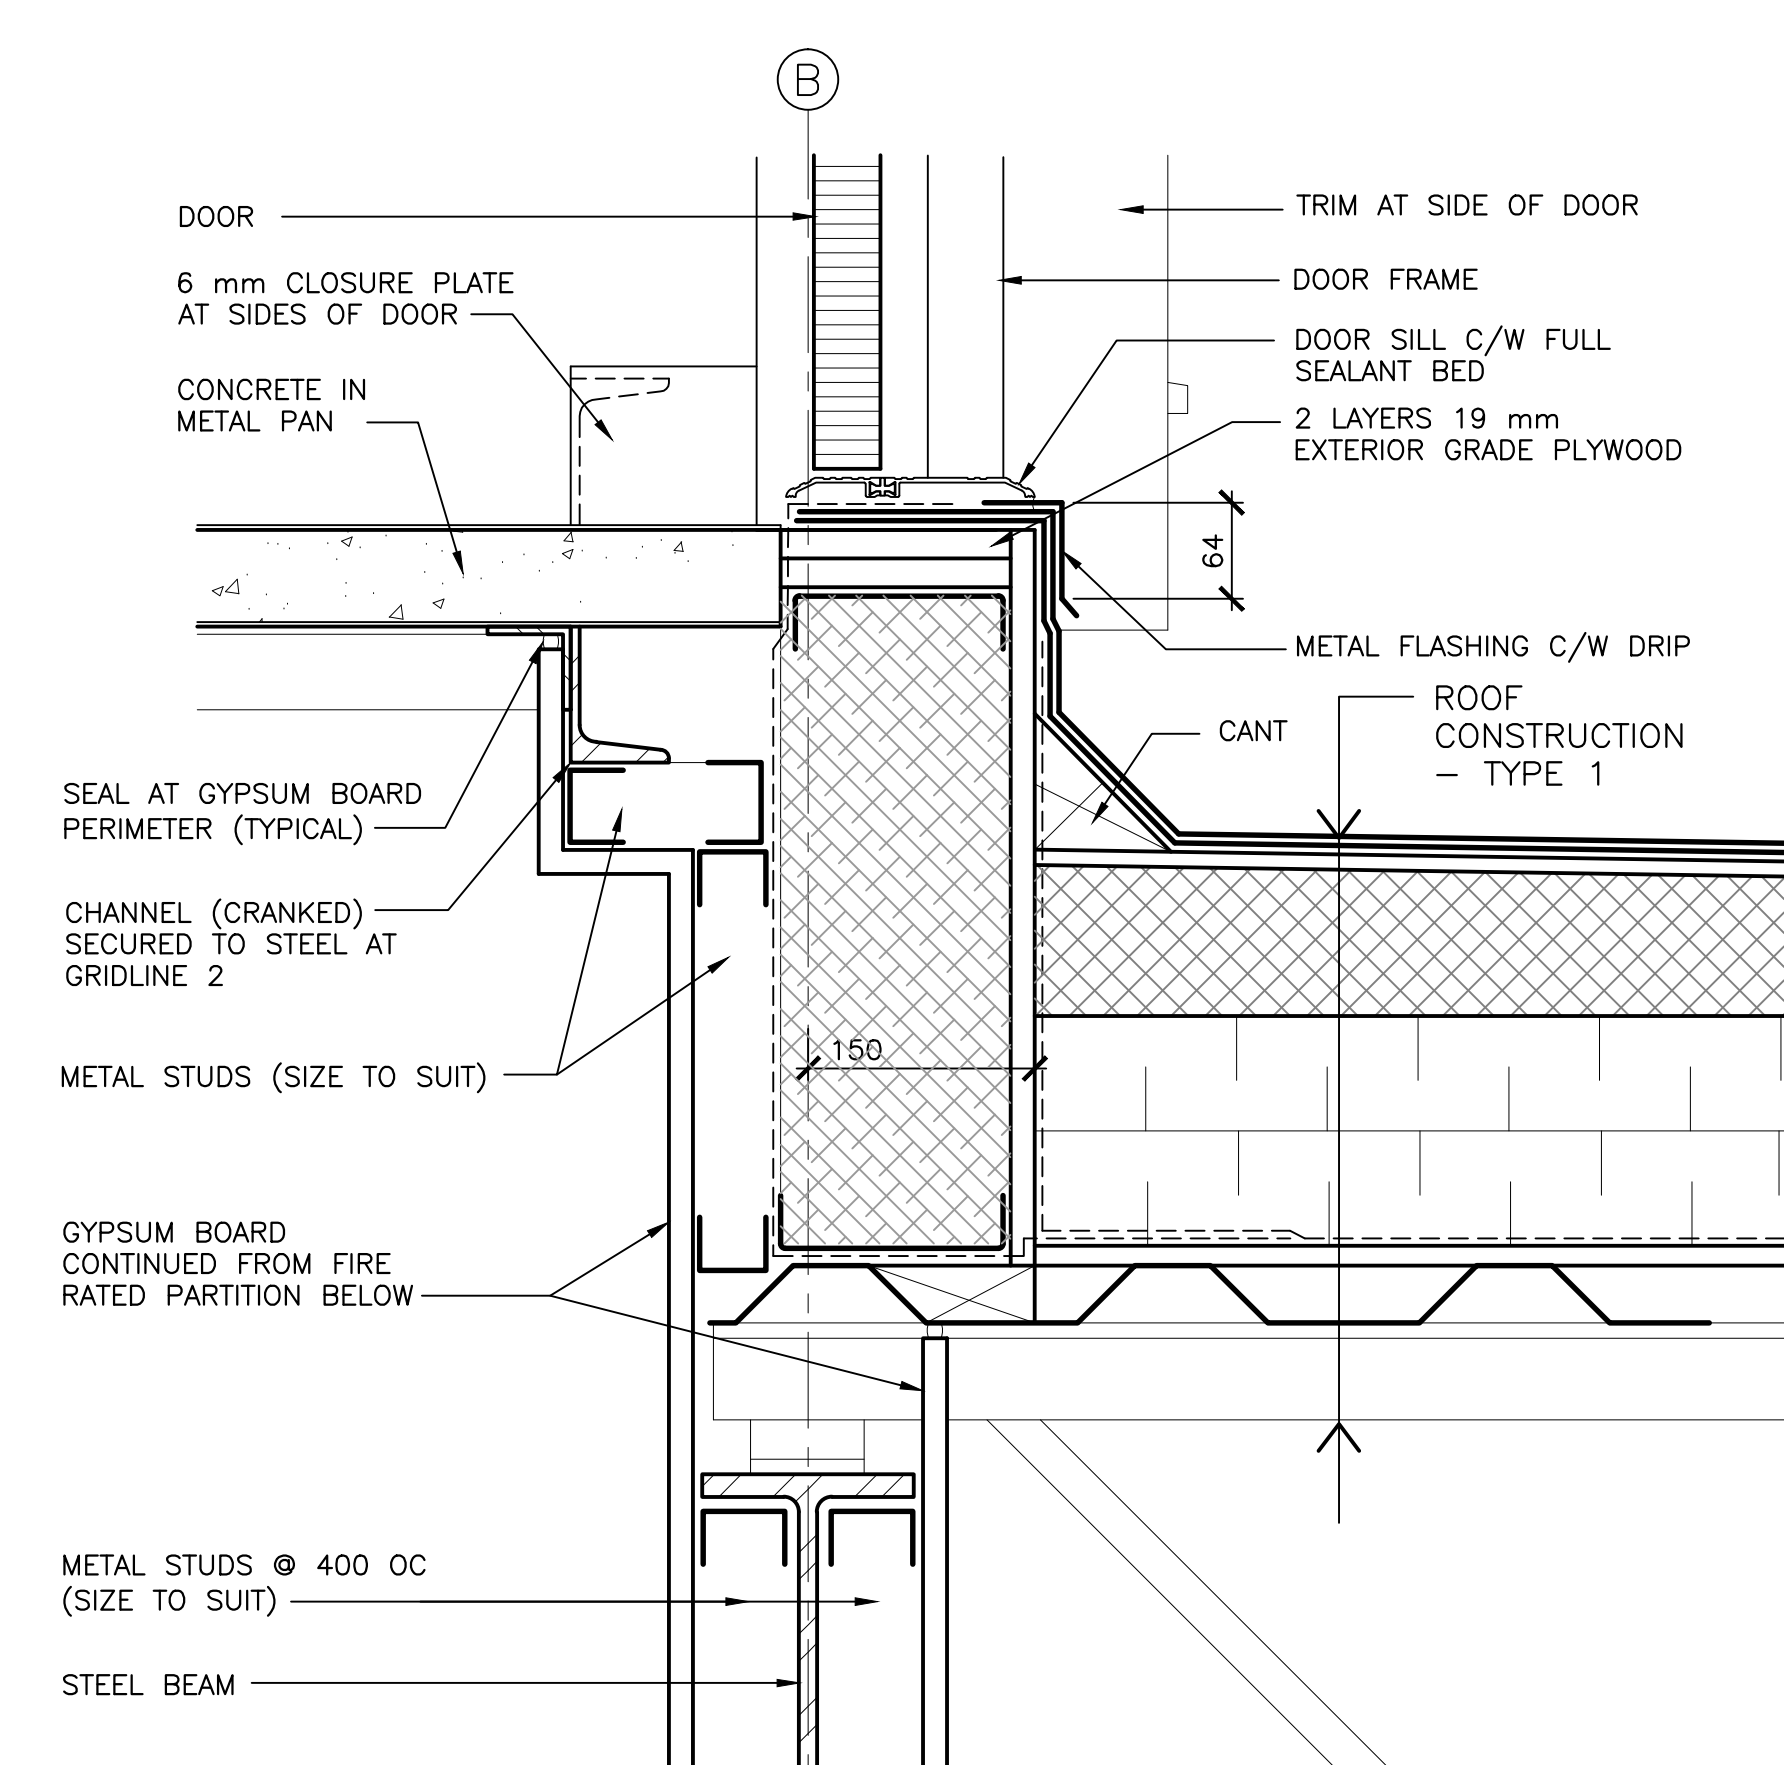 B
DOOR
6 mm CLOSURE PLATE
AT SIDES OF DOOR
CONCRETE IN
METAL PAN
SEAL AT GYPSUM BOARD
PERIMETER (TYPICAL)
CHANNEL (CRANKED)
SECURED TO STEEL AT
GRIDLINE 2
METAL STUDS (SIZE TO SUIT)
GYPSUM BOARD
CONTINUED FROM FIRE
RATED PARTITION BELOW
METAL STUDS @ 400 OC
(SIZE TO SUIT)
STEEL BEAM
150
TRIM AT SIDE OF DOOR
DOOR FRAME
DOOR SILL C/W FULL
SEALANT BED
2 LAYERS 19 mm
EXTERIOR GRADE PLYWOOD
64
METAL FLASHING C/W DRIP
ROOF
CONSTRUCTION
– TYPE 1
CANT